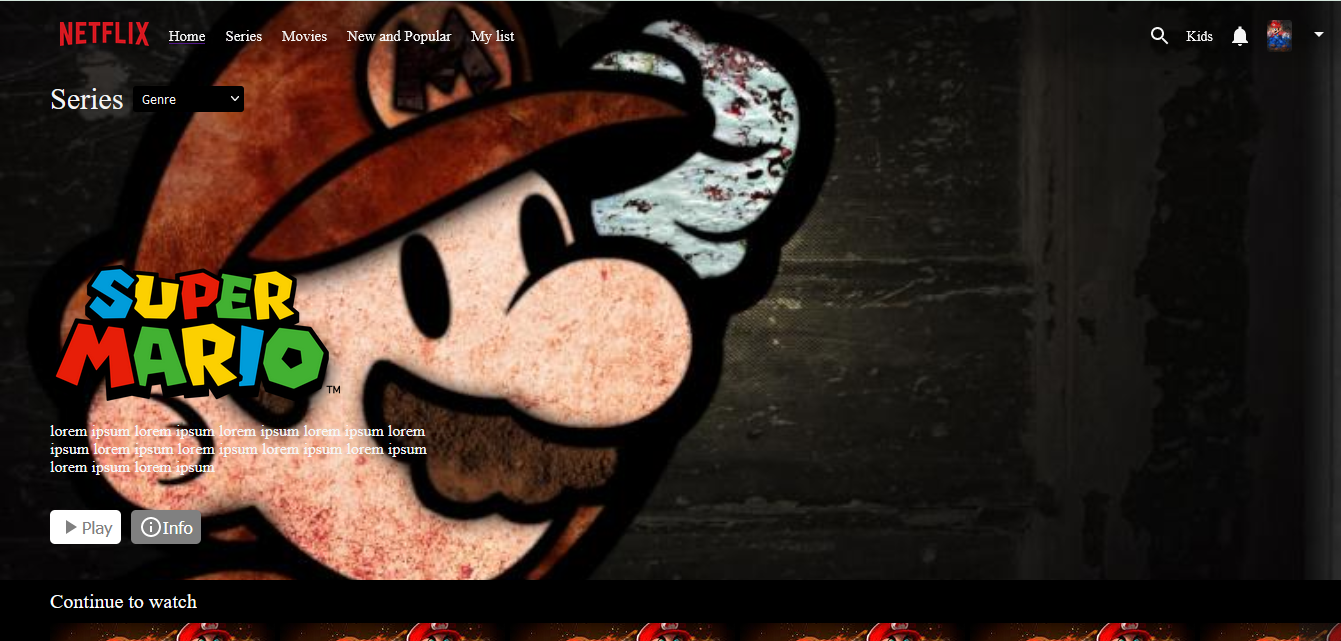 NETFLIX Home Series Movies New and Popular My list Kids
Series Genre
M
SUPER
MARIO
TM
lorem ipsum lorem ipsum lorem ipsum lorem ipsum lorem
ipsum lorem ipsum lorem ipsum lorem ipsum lorem ipsum
lorem ipsum lorem ipsum
Play Info
Continue to watch